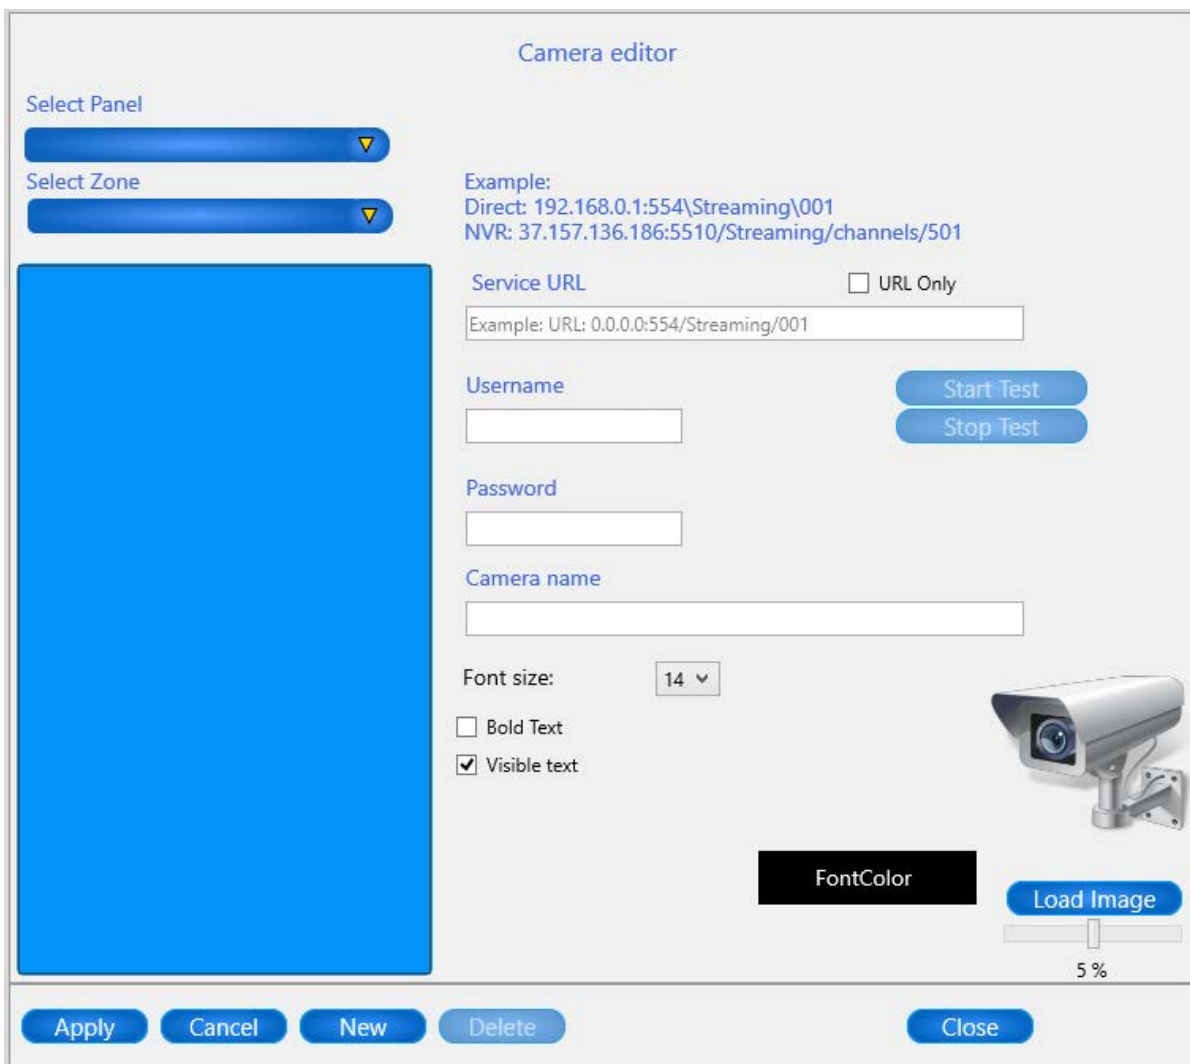 Camera editor
Select Panel
Select Zone
Example:
Direct: 192.168.0.1:554\Streaming\001
NVR: 37.157.136.186:5510/Streaming/channels/501
Service URL
URL Only
Example: URL: 0.0.0.0:554/Streaming/001
Username
Start Test
Stop Test
Password
Camera name
Font size:
14
Bold Text
Visible text
FontColor
Load Image
5 %
Apply
Cancel
New
Delete
Close